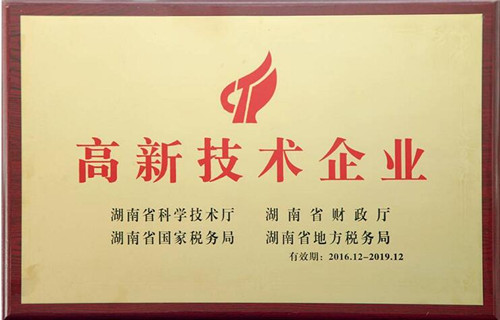 高新技术企业
湖南省科学技术厅 湖南省财政厅
湖南省国家税务局 湖南省地方税务局
有效期：2016.12-2019.12